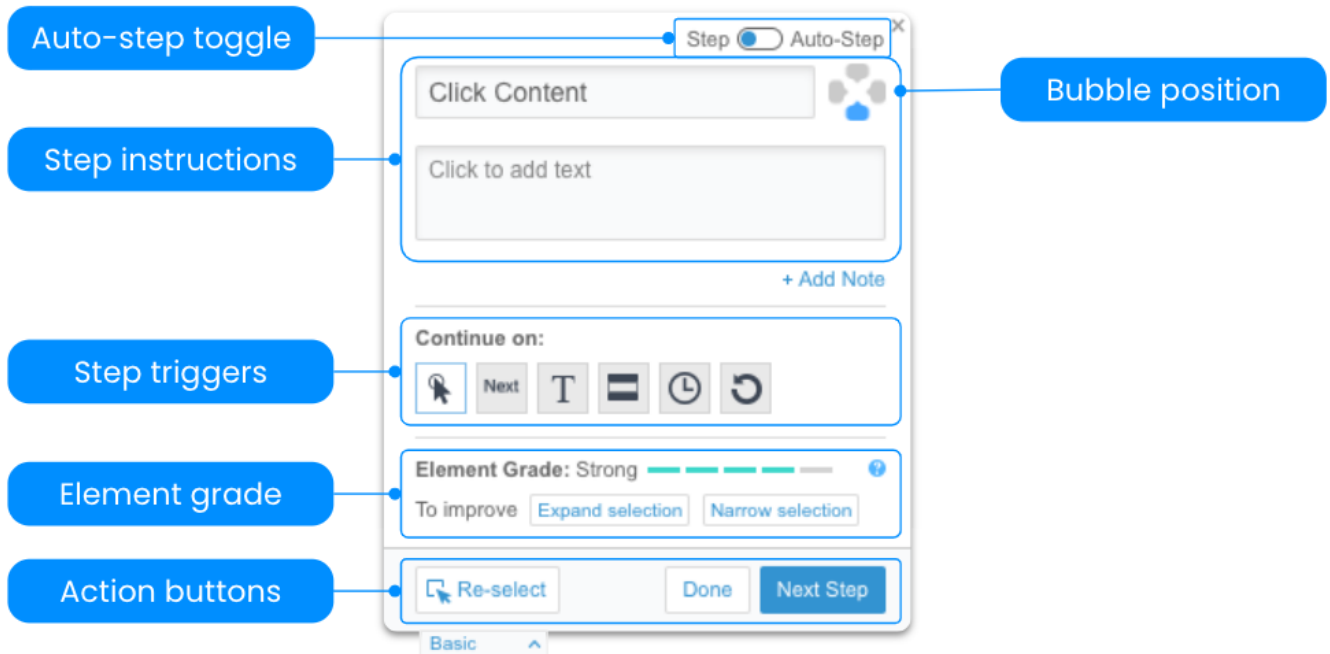 Auto-step toggle
Step Auto-Step
×
Click Content
Bubble position
Step instructions
Click to add text
+ Add Note
Continue on:
Step triggers
Next T
Element Grade: Strong ?
Element grade
To improve Expand selection Narrow selection
Action buttons
Re-select Done Next Step
Basic